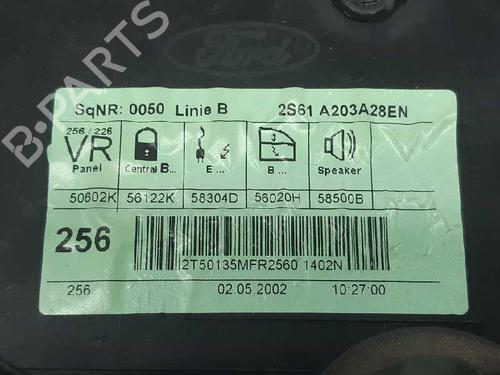 Ford
SqNR: 0050 Linie B 2S61 A203A28EN
256 / 226
VR
Panel
Central B...
E ...
B ...
Speaker
50602K 56122K 58304D 56020H 58500B
256
2T50135MFR2560 1402N
256 02.05.2002 10:27:00
B-PARTS